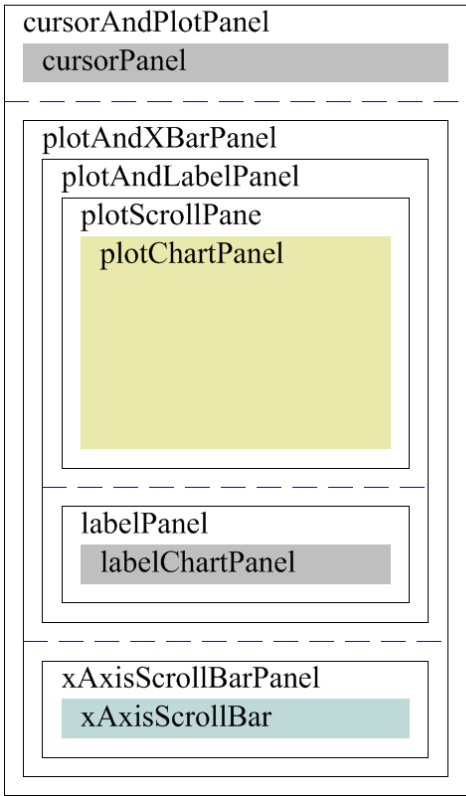 cursorAndPlotPanel
cursorPanel
plotAndXBarPanel
plotAndLabelPanel
plotScrollPane
plotChartPanel
labelPanel
labelChartPanel
xAxisScrollBarPanel
xAxisScrollBar